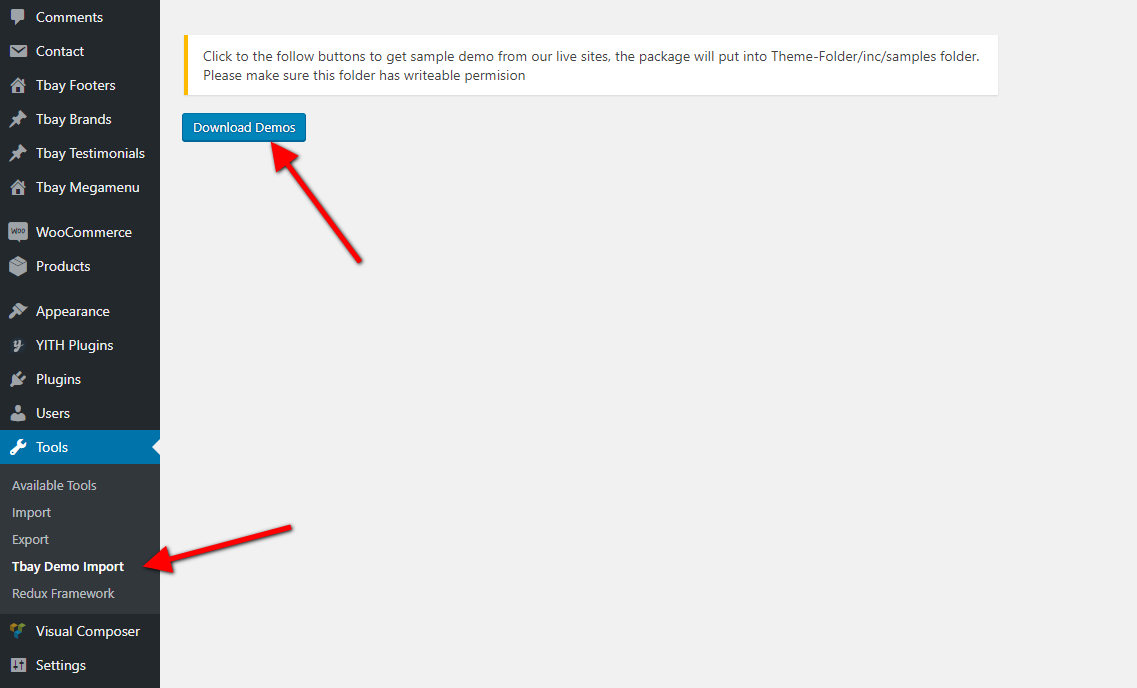 Comments
Contact
Tbay Footers
Tbay Brands
Tbay Testimonials
Tbay Megamenu
WOO
WooCommerce
Products
Appearance
YITH Plugins
Plugins
Users
Tools
Available Tools
Import
Export
Tbay Demo Import
Redux Framework
Visual Composer
Settings
Click to the follow buttons to get sample demo from our live sites, the package will put into Theme-Folder/inc/samples folder.
Please make sure this folder has writeable permision
Download Demos